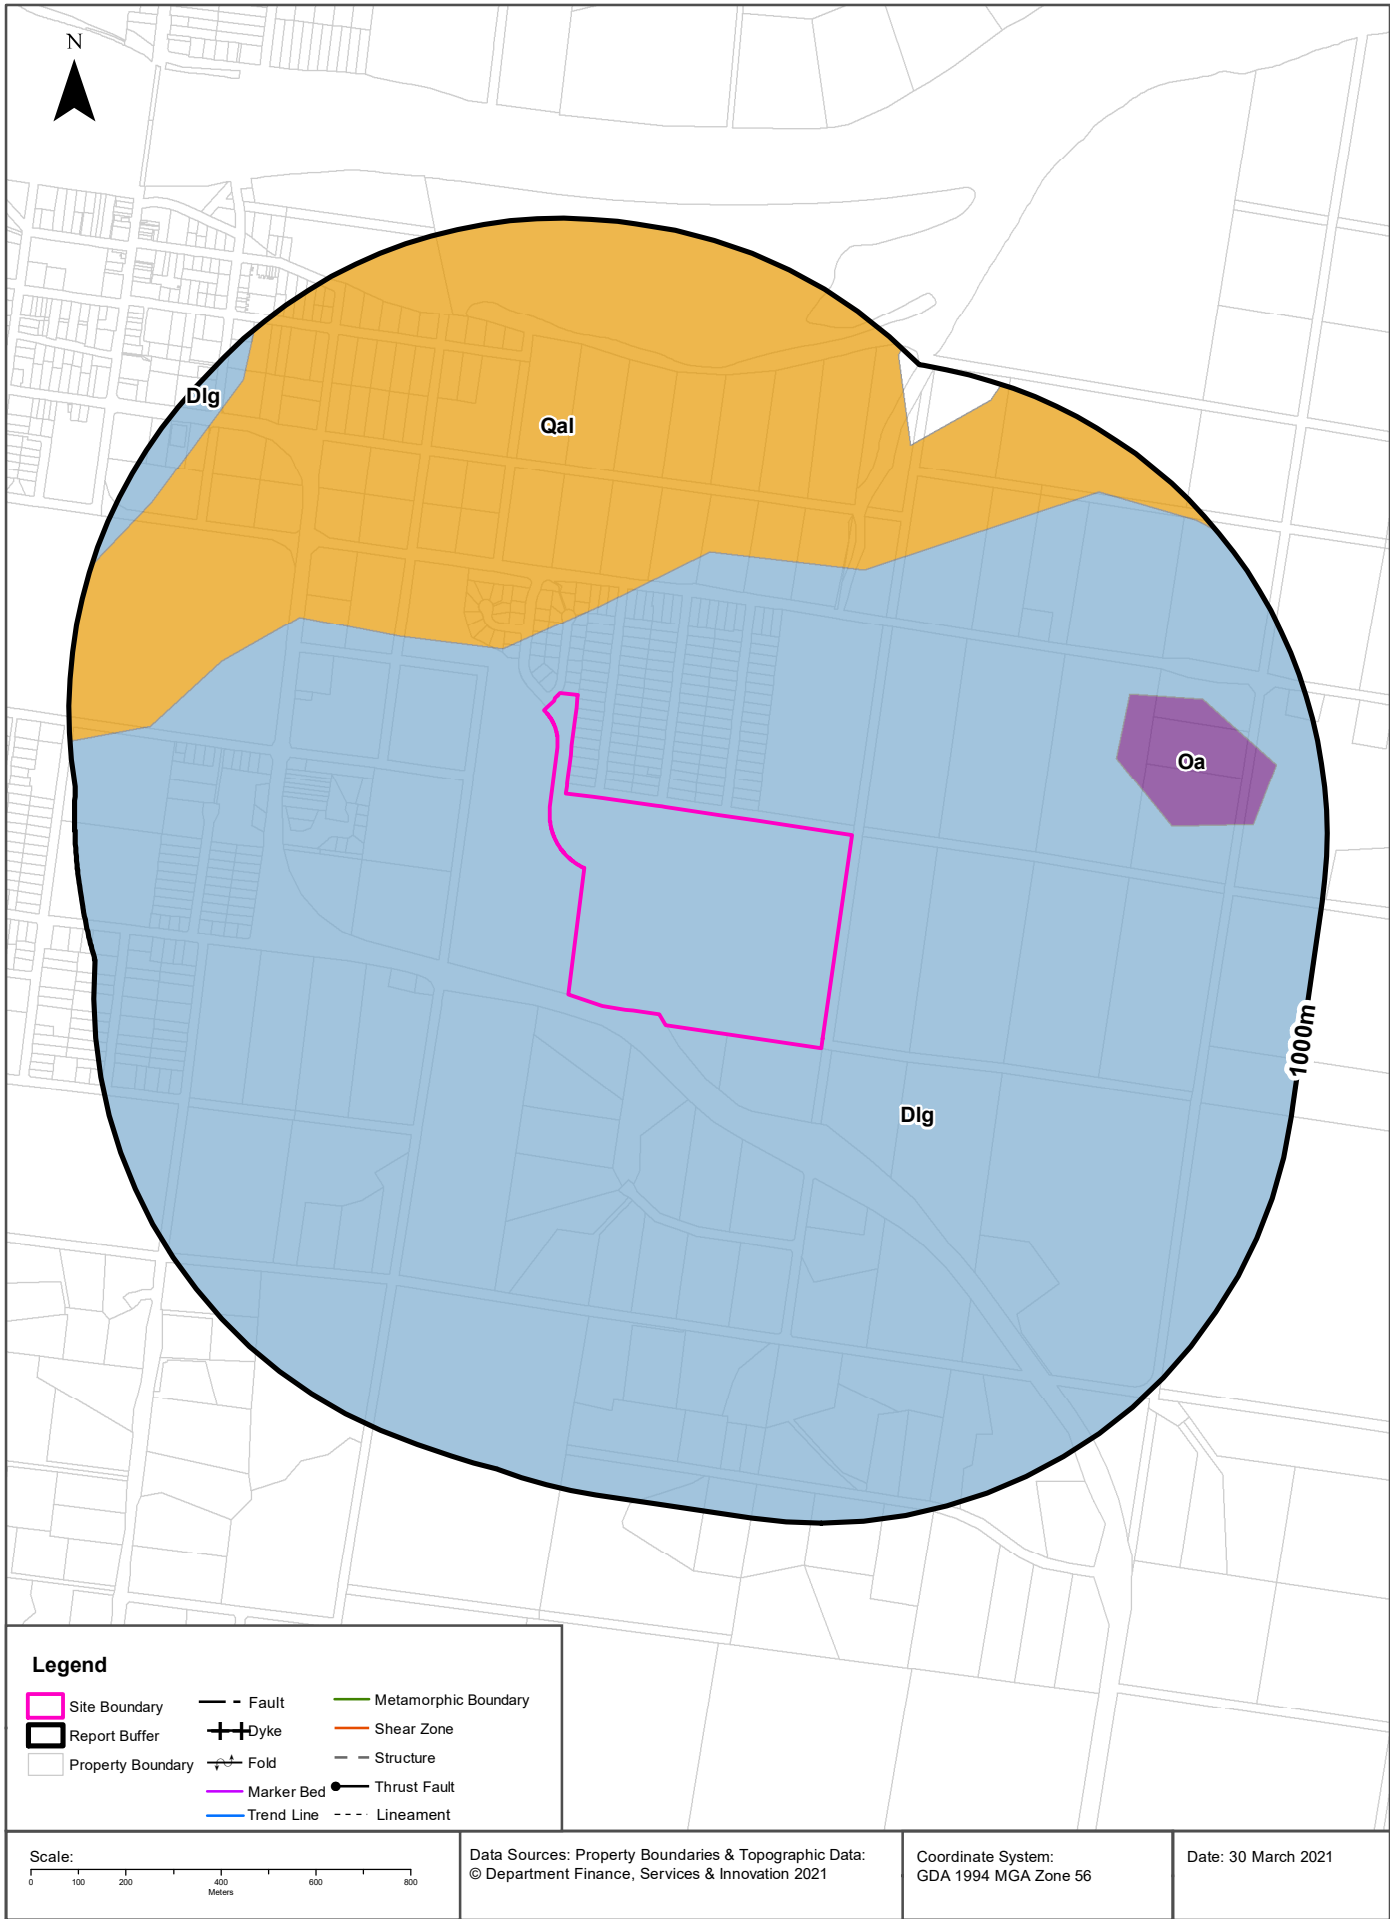 N
Dlg
Qal
Oa
1000m
Dlg
Legend
Site Boundary
Report Buffer
Property Boundary
Fault
Dyke
Fold
Marker Bed
Trend Line
Metamorphic Boundary
Shear Zone
Structure
Thrust Fault
Lineament
Scale:
0 100 200 400 600 800
Meters
Data Sources: Property Boundaries & Topographic Data:
© Department Finance, Services & Innovation 2021
Coordinate System:
GDA 1994 MGA Zone 56
Date: 30 March 2021